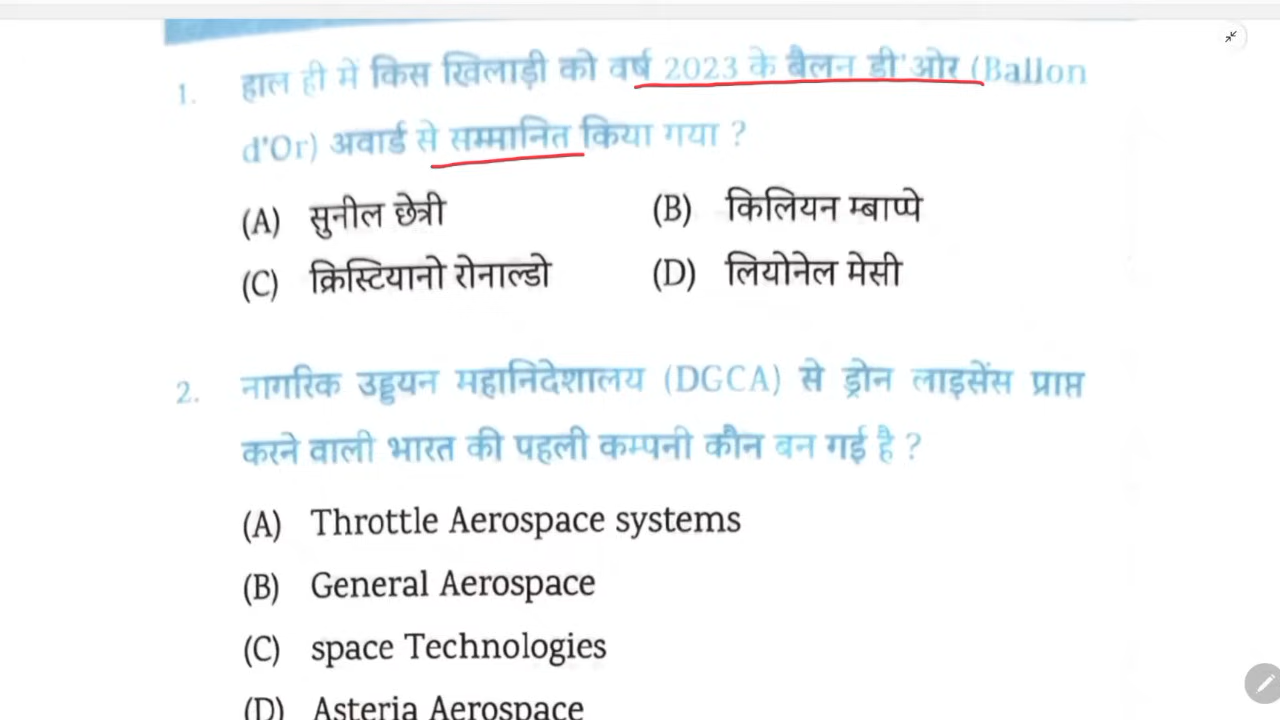 1. हाल ही में किस खिलाड़ी को वर्ष 2023 के बैलन डी'ओर (Ballon
d'Or) अवार्ड से सम्मानित किया गया ?
(A) सुनील छेत्री (B) किलियन म्बाप्पे
(C) क्रिस्टियानो रोनाल्डो (D) लियोनेल मेसी
2. नागरिक उड्डयन महानिदेशालय (DGCA) से ड्रोन लाइसेंस प्राप्त
करने वाली भारत की पहली कम्पनी कौन बन गई है ?
(A) Throttle Aerospace systems
(B) General Aerospace
(C) space Technologies
(D) Asteria Aerospace